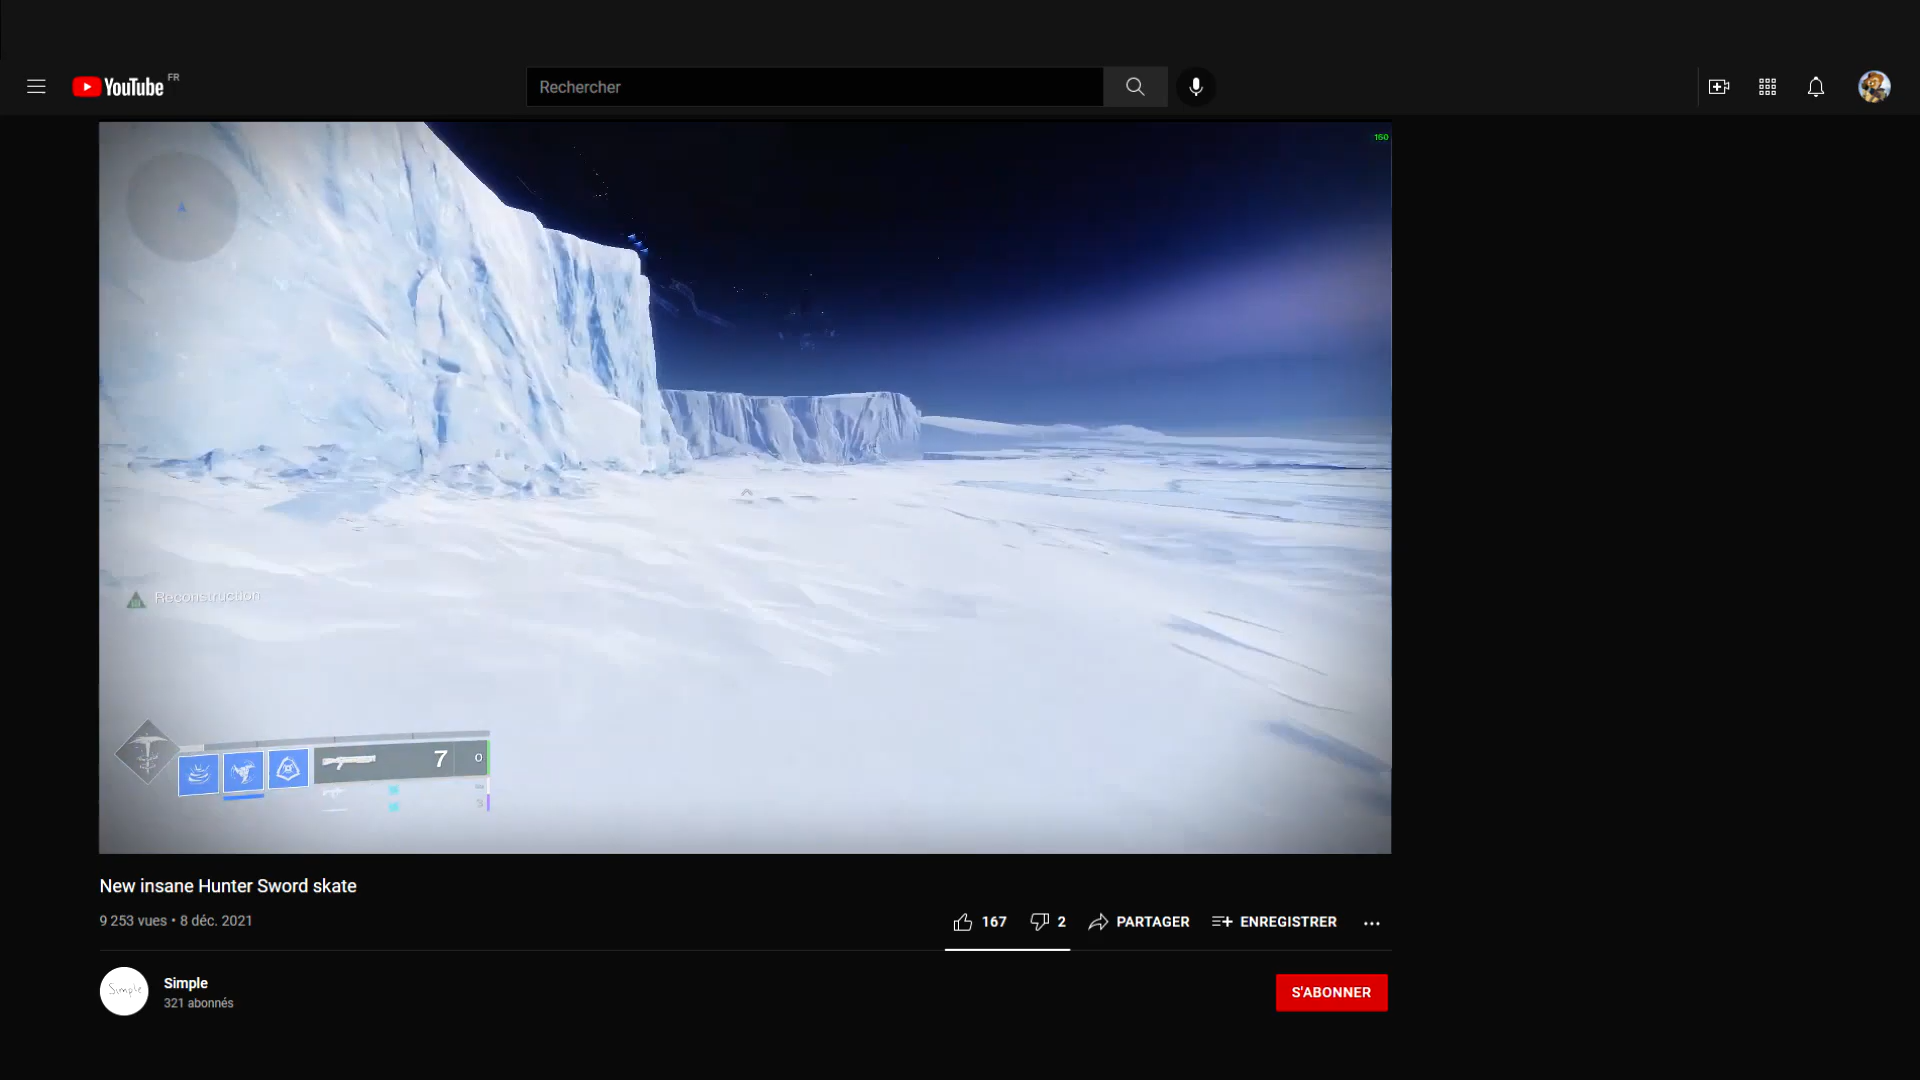 YouTube FR
Rechercher
160
Reconstruction
7 0
New insane Hunter Sword skate
9 253 vues • 8 déc. 2021
167 2 PARTAGER ENREGISTRER
Simple
Simple
321 abonnés
S'ABONNER